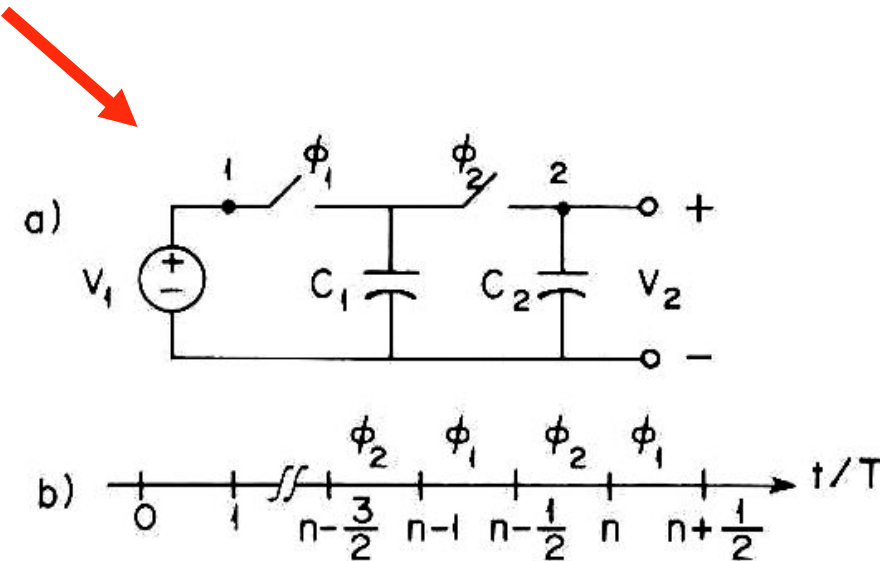 1 ϕ₁ ϕ₂ 2
a) +
V₁ + − C₁ C₂ V₂
−
ϕ₂ ϕ₁ ϕ₂ ϕ₁
b) t/T
0 1 n-3/2 n-1 n-1/2 n n+1/2